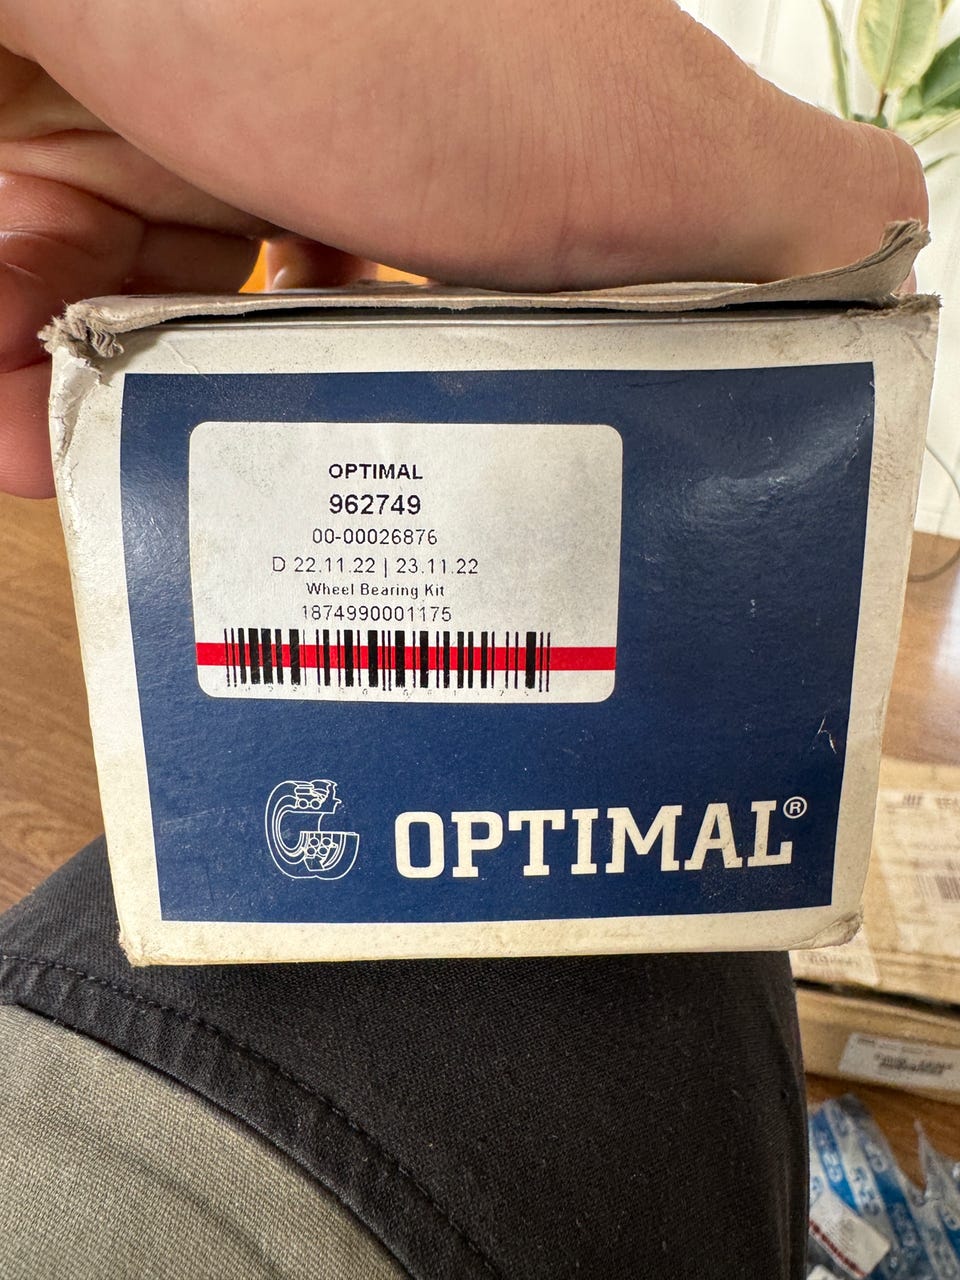 OPTIMAL
962749
00-00026876
D 22.11.22 | 23.11.22
Wheel Bearing Kit
1874990001175
OPTIMAL®